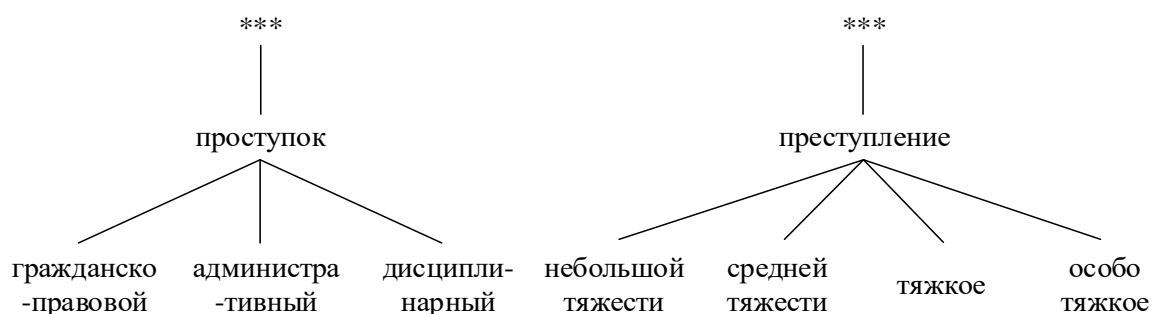 *** ***
проступок преступление
гражданско администра дисципли- небольшой средней тяжкое особо
-правовой -тивный нарный тяжести тяжести тяжкое